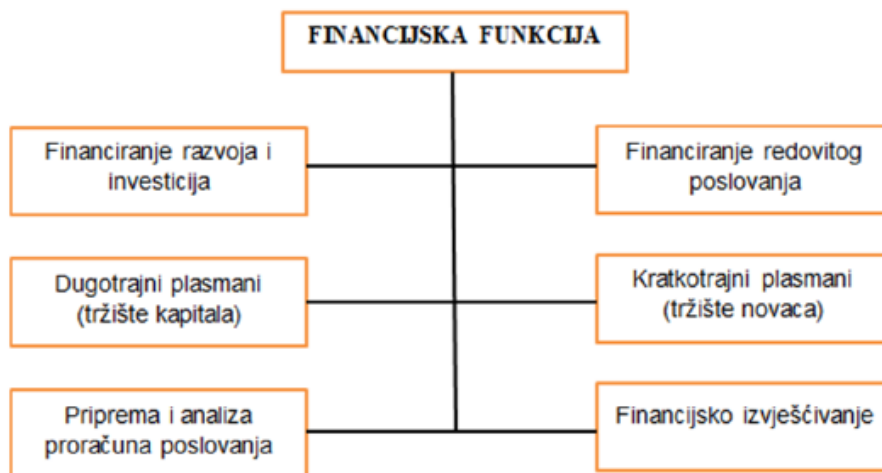 FINANCIJSKA FUNKCIJA
Financiranje razvoja i
investicija
Financiranje redovitog
poslovanja
Dugotrajni plasmani
(tržište kapitala)
Kratkotrajni plasmani
(tržište novaca)
Priprema i analiza
proračuna poslovanja
Financijsko izvješćivanje